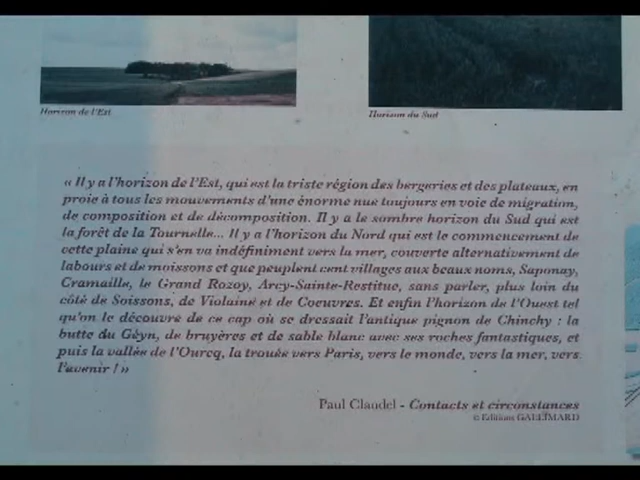 Horizon de l'Est
Horizon du Sud
« Il y a l'horizon de l'Est, qui est la triste région des bergeries et des plateaux, en
proie à tous les mouvements d'une énorme nue toujours en voie de migration,
de composition et de décomposition. Il y a le sombre horizon du Sud qui est
la forêt de la Tournelle... Il y a l'horizon du Nord qui est le commencement de
cette plaine qui s'en va indéfiniment vers la mer, couverte alternativement de
labours et de moissons et que peuplent cent villages aux beaux noms, Saponay,
Cramaille, le Grand Rozoy, Arcy-Sainte-Restitue, sans parler, plus loin du
côté de Soissons, de Violaine et de Coeuvres. Et enfin l'horizon de l'Ouest tel
qu'on le découvre de ce cap où se dressait l'antique pignon de Chinchy : la
butte du Géyn, de bruyères et de sable blanc avec ses roches fantastiques, et
puis la vallée de l'Ourcq, la trouée vers Paris, vers le monde, vers la mer, vers
l'avenir ! »
Paul Claudel - Contacts et circonstances
© Editions GALLIMARD